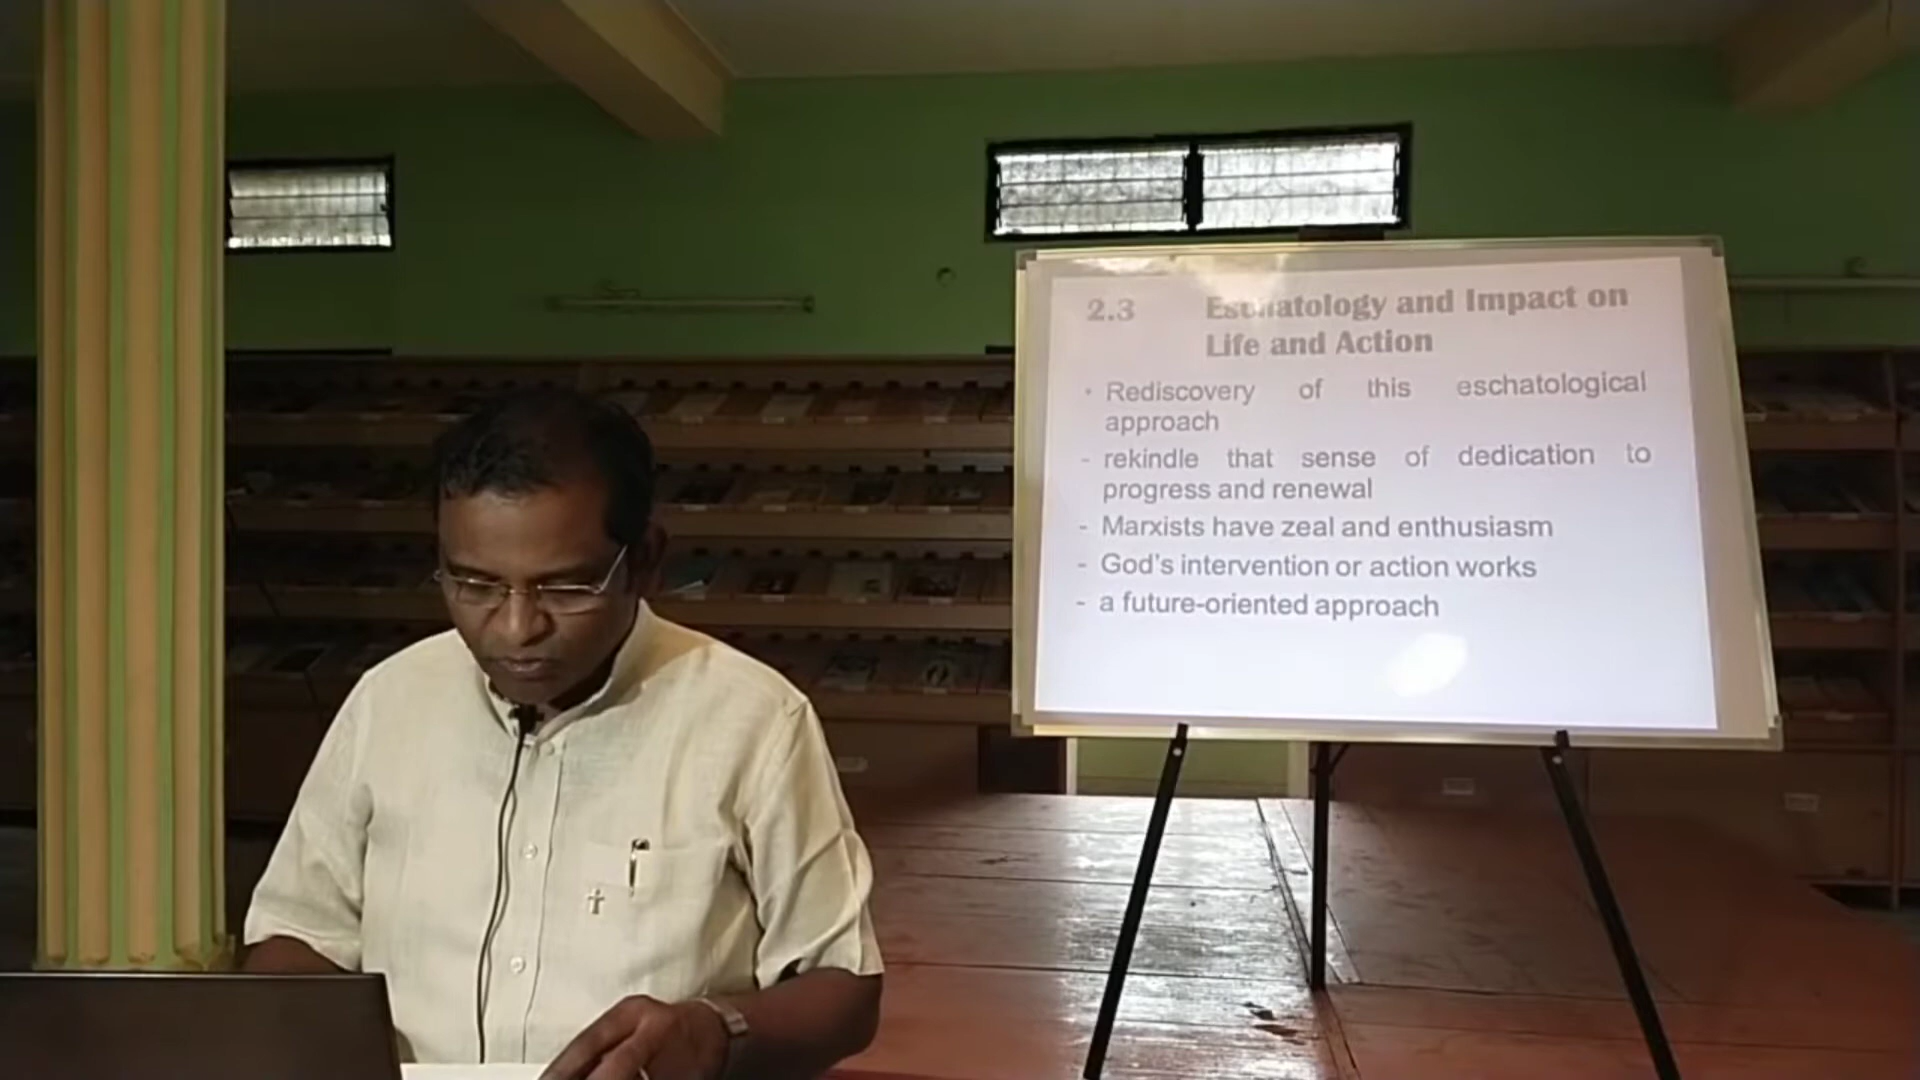 2.3 Eschatology and Impact on
Life and Action
• Rediscovery of this eschatological
approach
- rekindle that sense of dedication to
progress and renewal
- Marxists have zeal and enthusiasm
- God's intervention or action works
- a future-oriented approach